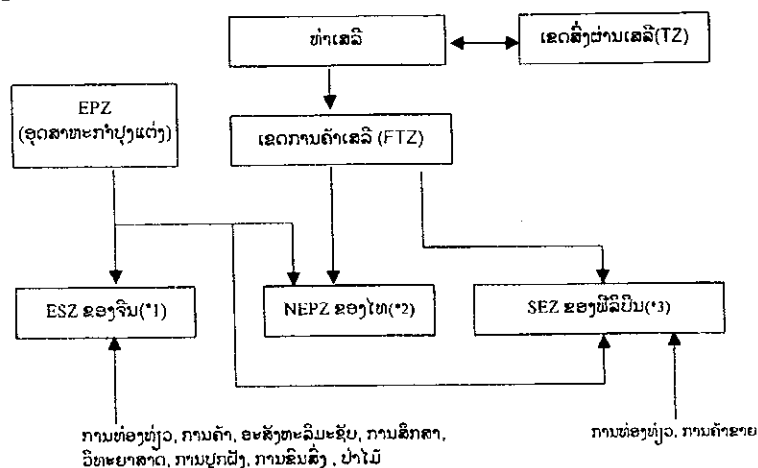 ທ່າເສລີ
ເຂດສົ່ງຜ່ານເສລີ(TZ)
EPZ
(ອຸດສາຫະກຳປຸງແຕ່ງ)
ເຂດການຄ້າເສລີ (FTZ)
ESZ ຂອງຈີນ(*1)
NEPZ ຂອງໄທ(*2)
SEZ ຂອງຟີລິປິນ(*3)
ການທ່ອງທ່ຽວ, ການຄ້າ, ອະສັງຫະລິມະຊັບ, ການສຶກສາ,
ວິທະຍາສາດ, ການປູກຝັງ, ການຂົນສົ່ງ , ປ່າໄມ້
ການທ່ອງທ່ຽວ, ການຄ້າຂາຍ